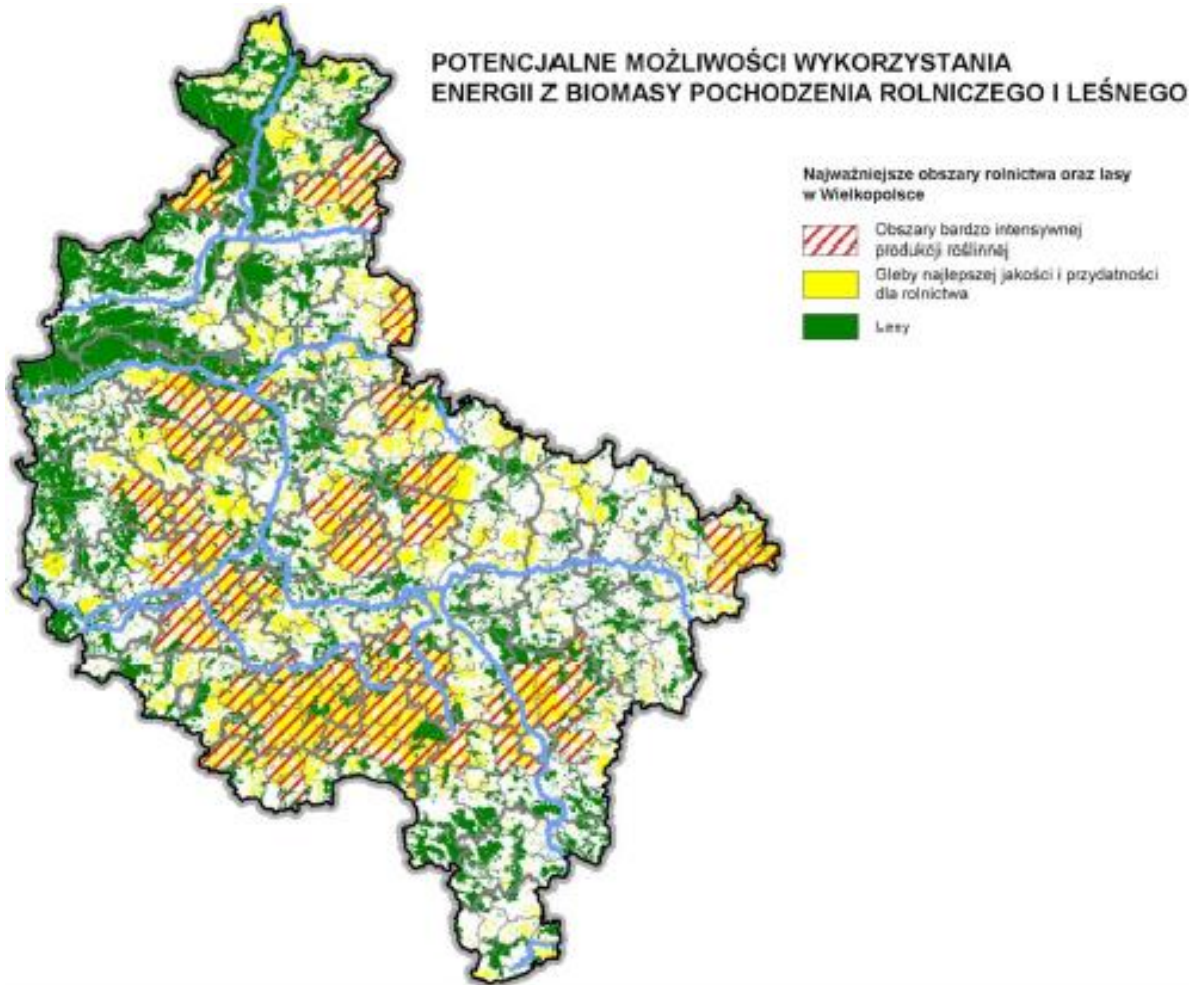 POTENCJALNE MOŻLIWOŚCI WYKORZYSTANIA
ENERGII Z BIOMASY POCHODZENIA ROLNICZEGO I LEŚNEGO
Najważniejsze obszary rolnictwa oraz lasy
w Wielkopolsce
Obszary bardzo intensywnej
produkcji roślinnej
Gleby najlepszej jakości i przydatności
dla rolnictwa
Lasy